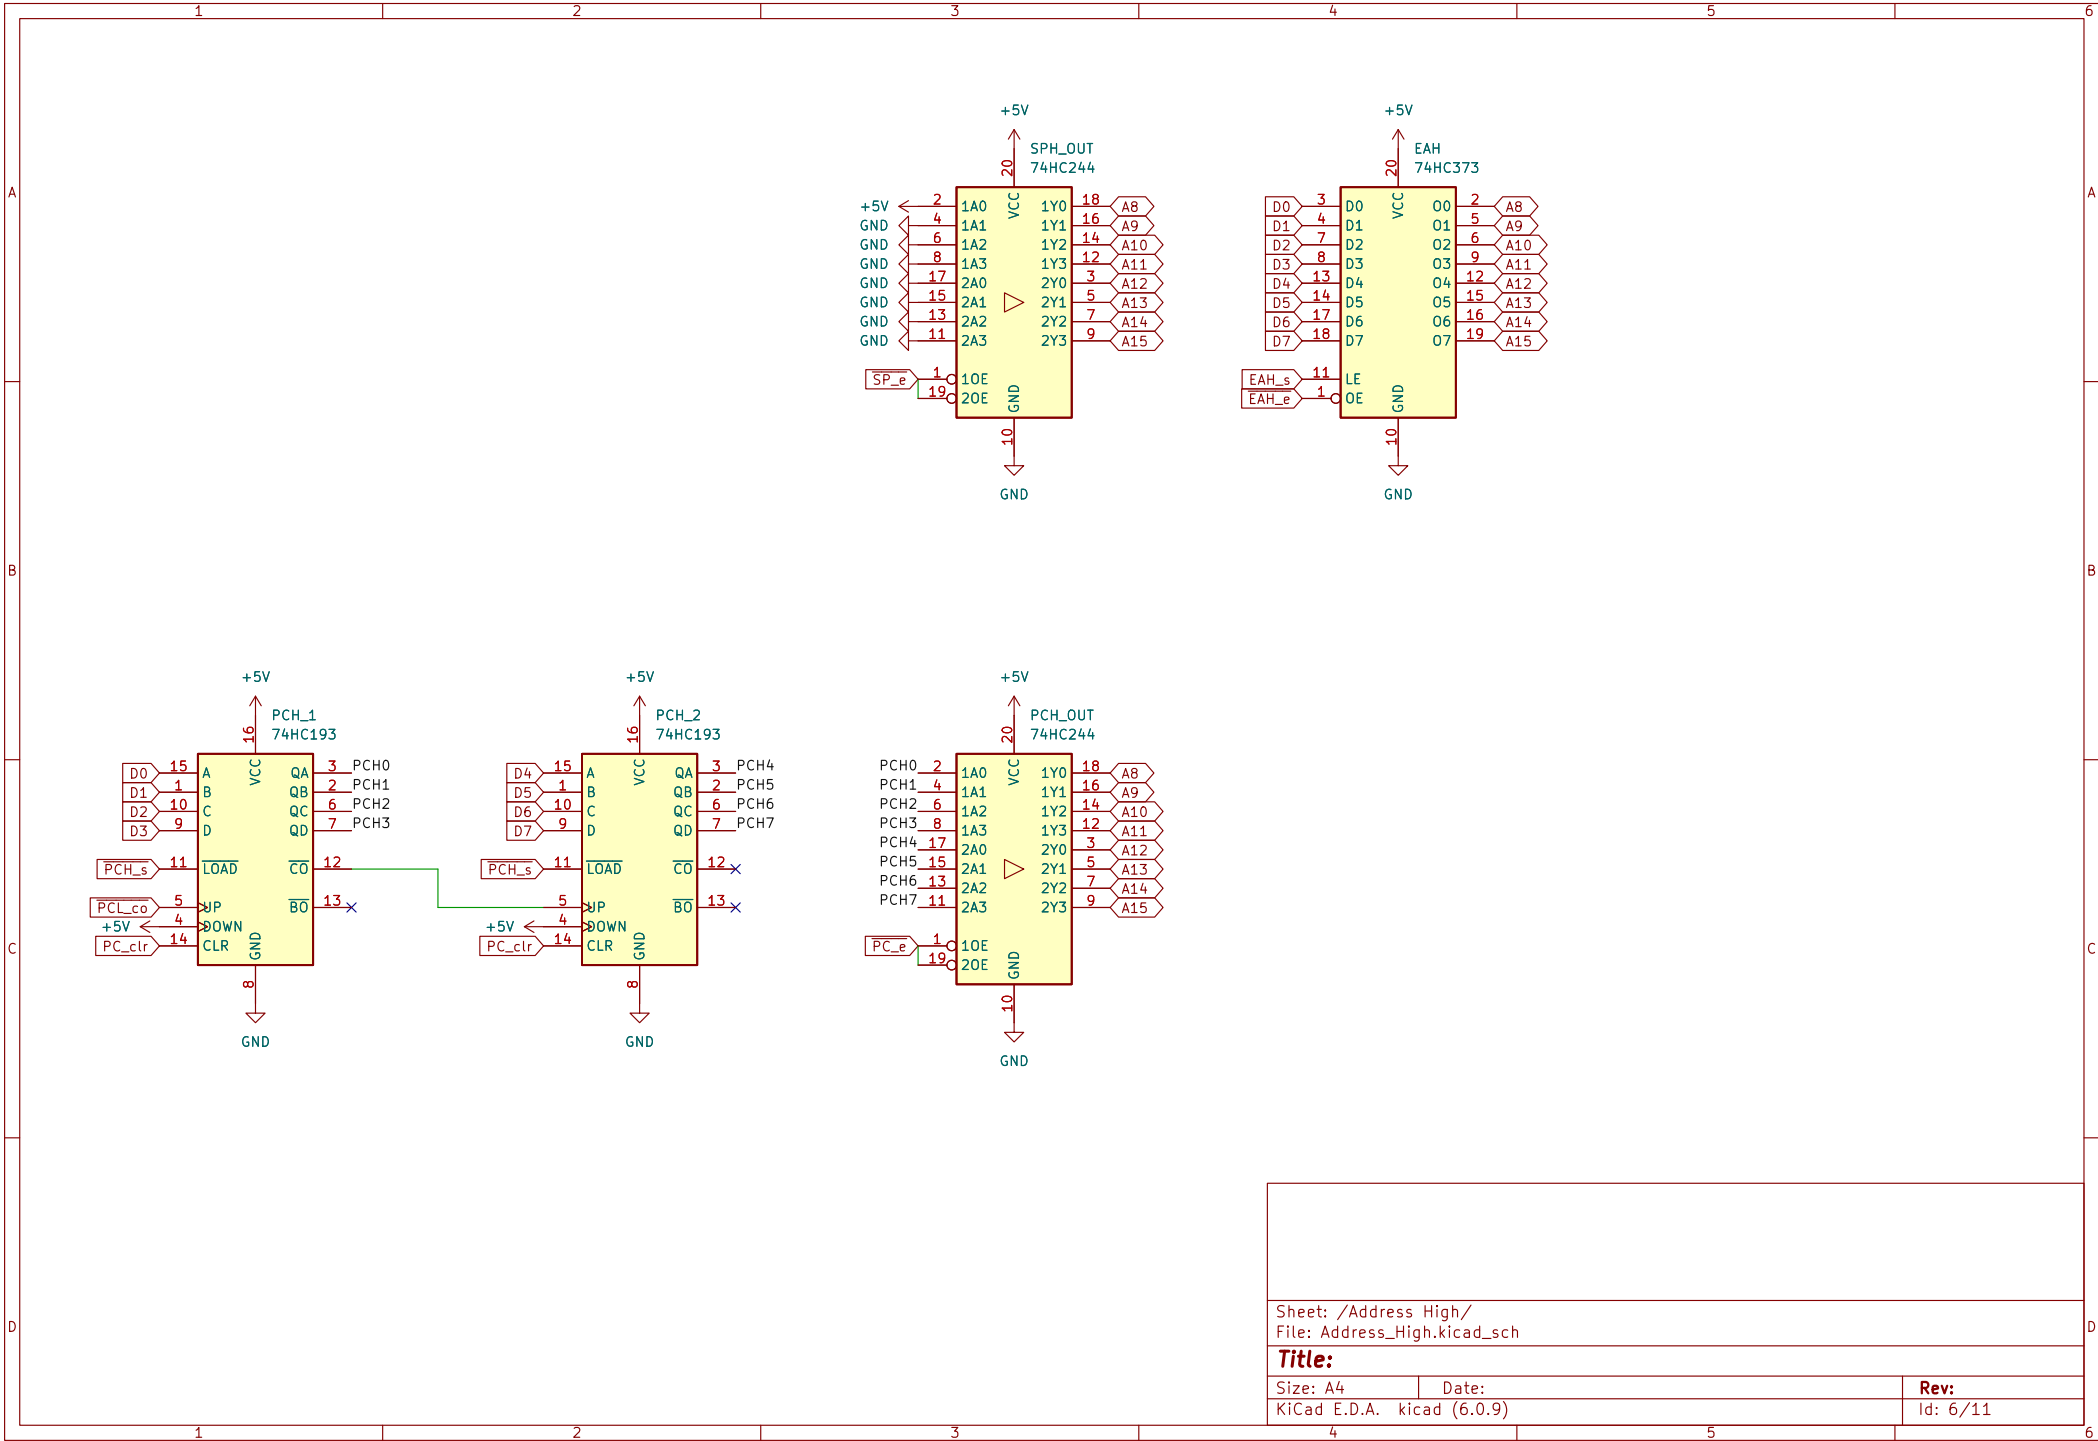 1 2 3 4 5 6
A A
B B
C C
D D
+5V
SPH_OUT
74HC244
20
VCC
+5V 2 1A0 1Y0 18 A8
GND 4 1A1 1Y1 16 A9
GND 6 1A2 1Y2 14 A10
GND 8 1A3 1Y3 12 A11
GND 17 2A0 2Y0 3 A12
GND 15 2A1 2Y1 5 A13
GND 13 2A2 2Y2 7 A14
GND 11 2A3 2Y3 9 A15
SP_e 1 1OE
19 2OE
GND
10
GND
+5V
EAH
74HC373
20
VCC
D0 3 D0 O0 2 A8
D1 4 D1 O1 5 A9
D2 7 D2 O2 6 A10
D3 8 D3 O3 9 A11
D4 13 D4 O4 12 A12
D5 14 D5 O5 15 A13
D6 17 D6 O6 16 A14
D7 18 D7 O7 19 A15
EAH_s 11 LE
EAH_e 1 OE
GND
10
GND
+5V
PCH_1
74HC193
16
VCC
D0 15 A QA 3 PCH0
D1 1 B QB 2 PCH1
D2 10 C QC 6 PCH2
D3 9 D QD 7 PCH3
PCH_s 11 LOAD CO 12
PCL_co 5 UP BO 13
+5V 4 DOWN
PC_clr 14 CLR
GND
8
GND
+5V
PCH_2
74HC193
16
VCC
D4 15 A QA 3 PCH4
D5 1 B QB 2 PCH5
D6 10 C QC 6 PCH6
D7 9 D QD 7 PCH7
PCH_s 11 LOAD CO 12
5 UP BO 13
+5V 4 DOWN
PC_clr 14 CLR
GND
8
GND
+5V
PCH_OUT
74HC244
20
VCC
PCH0 2 1A0 1Y0 18 A8
PCH1 4 1A1 1Y1 16 A9
PCH2 6 1A2 1Y2 14 A10
PCH3 8 1A3 1Y3 12 A11
PCH4 17 2A0 2Y0 3 A12
PCH5 15 2A1 2Y1 5 A13
PCH6 13 2A2 2Y2 7 A14
PCH7 11 2A3 2Y3 9 A15
PC_e 1 1OE
19 2OE
GND
10
GND
Sheet: /Address High/
File: Address_High.kicad_sch
Title:
Size: A4 Date: Rev:
KiCad E.D.A. kicad (6.0.9) Id: 6/11
1 2 3 4 5 6